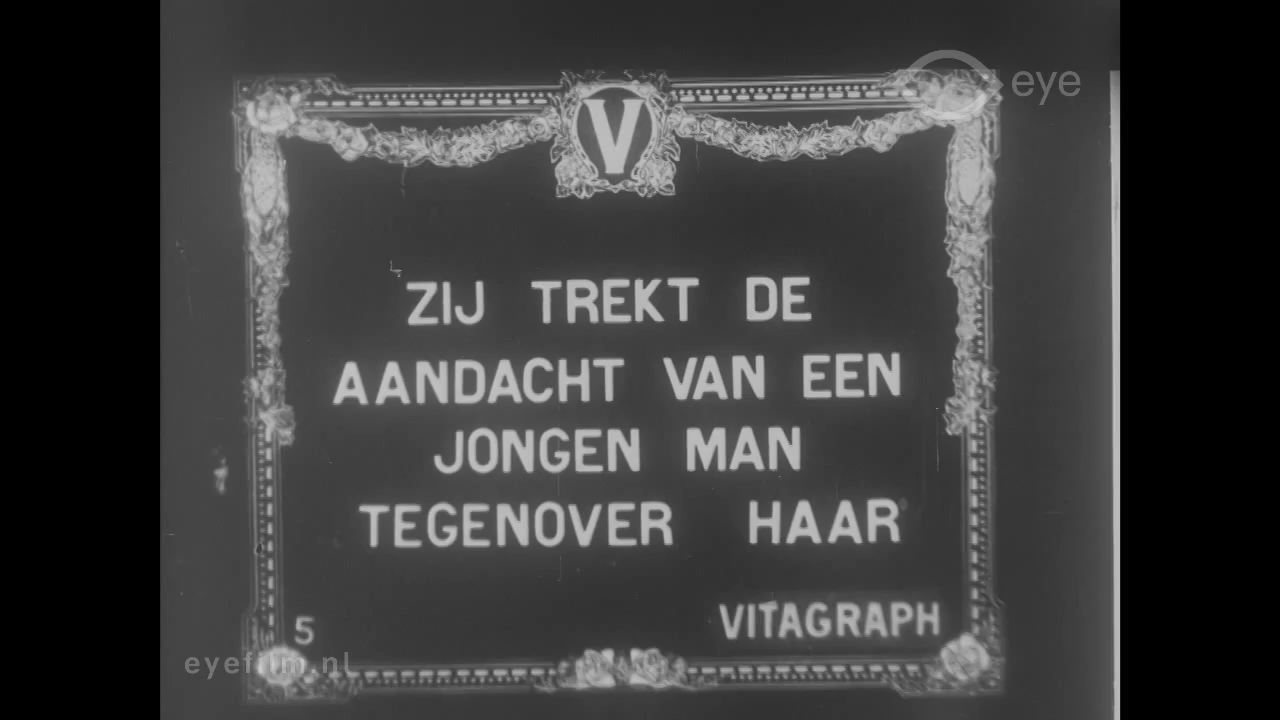 eye
V
ZIJ TREKT DE
AANDACHT VAN EEN
JONGEN MAN
TEGENOVER HAAR
VITAGRAPH
5
eyefilm.nl